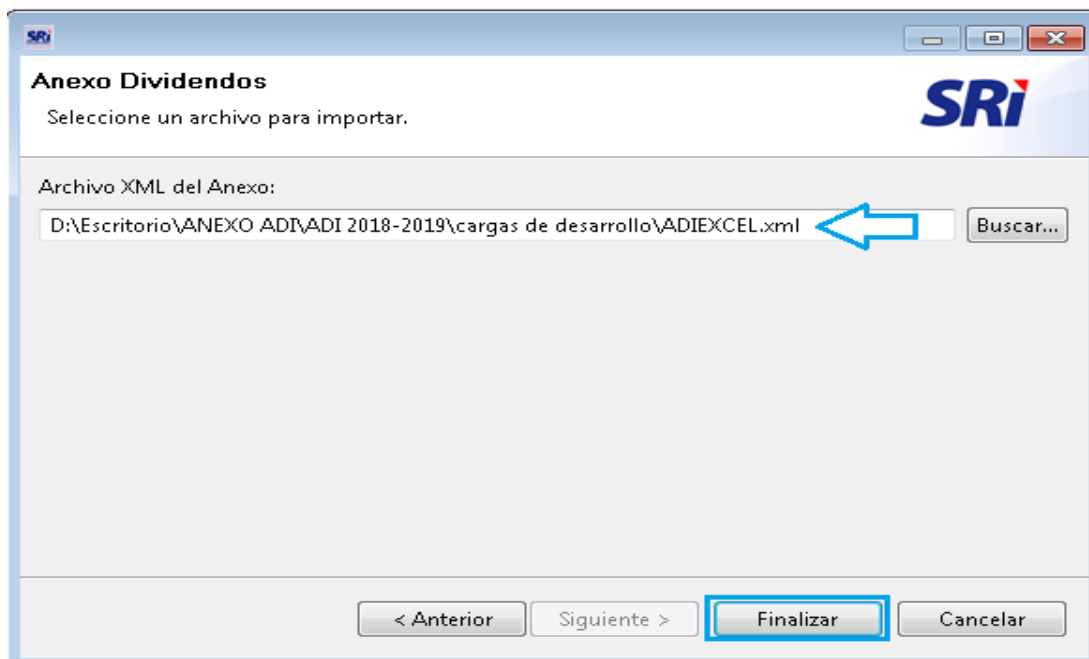 SRi
Anexo Dividendos
Seleccione un archivo para importar.
SRi
Archivo XML del Anexo:
D:\Escritorio\ANEXO ADI\ADI 2018-2019\cargas de desarrollo\ADIEXCEL.xml
Buscar...
< Anterior
Siguiente >
Finalizar
Cancelar